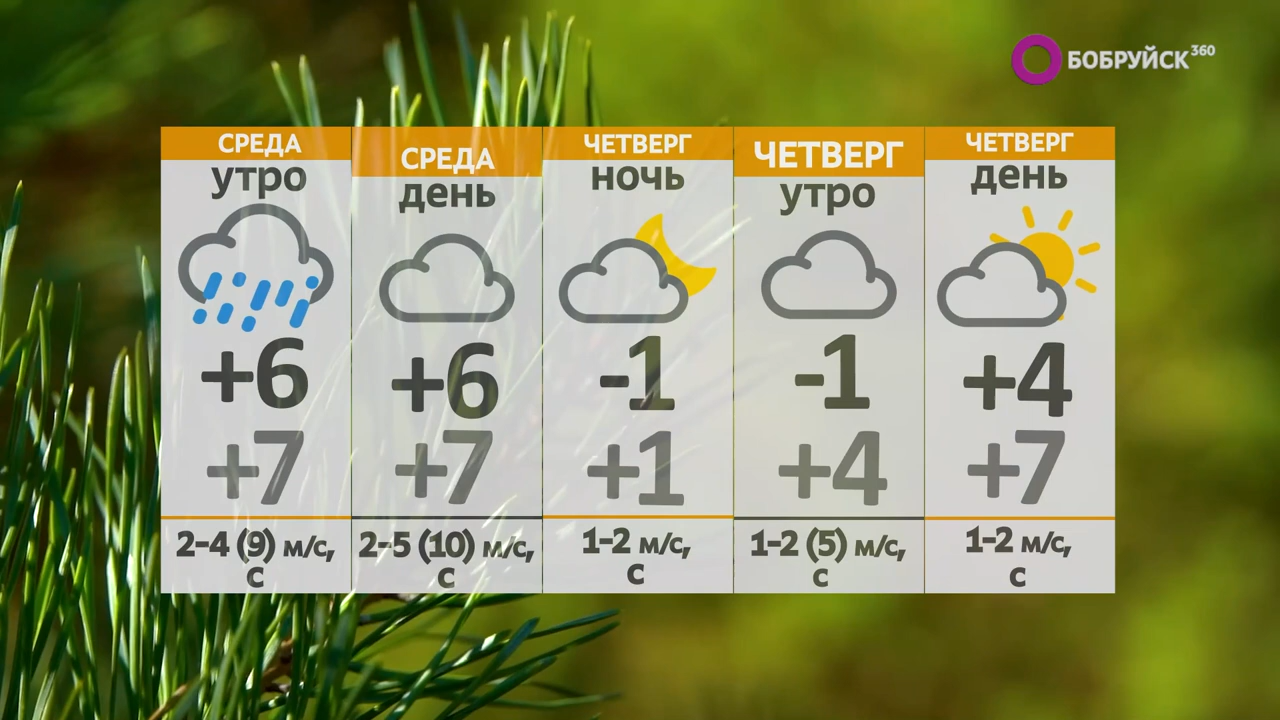 БОБРУЙСК360
СРЕДА
утро
+6
+7
2-4 (9) м/с,
С
СРЕДА
день
+6
+7
2-5 (10) м/с,
С
ЧЕТВЕРГ
ночь
-1
+1
1-2 м/с,
С
ЧЕТВЕРГ
утро
-1
+4
1-2 (5) м/с,
С
ЧЕТВЕРГ
день
+4
+7
1-2 м/с,
С